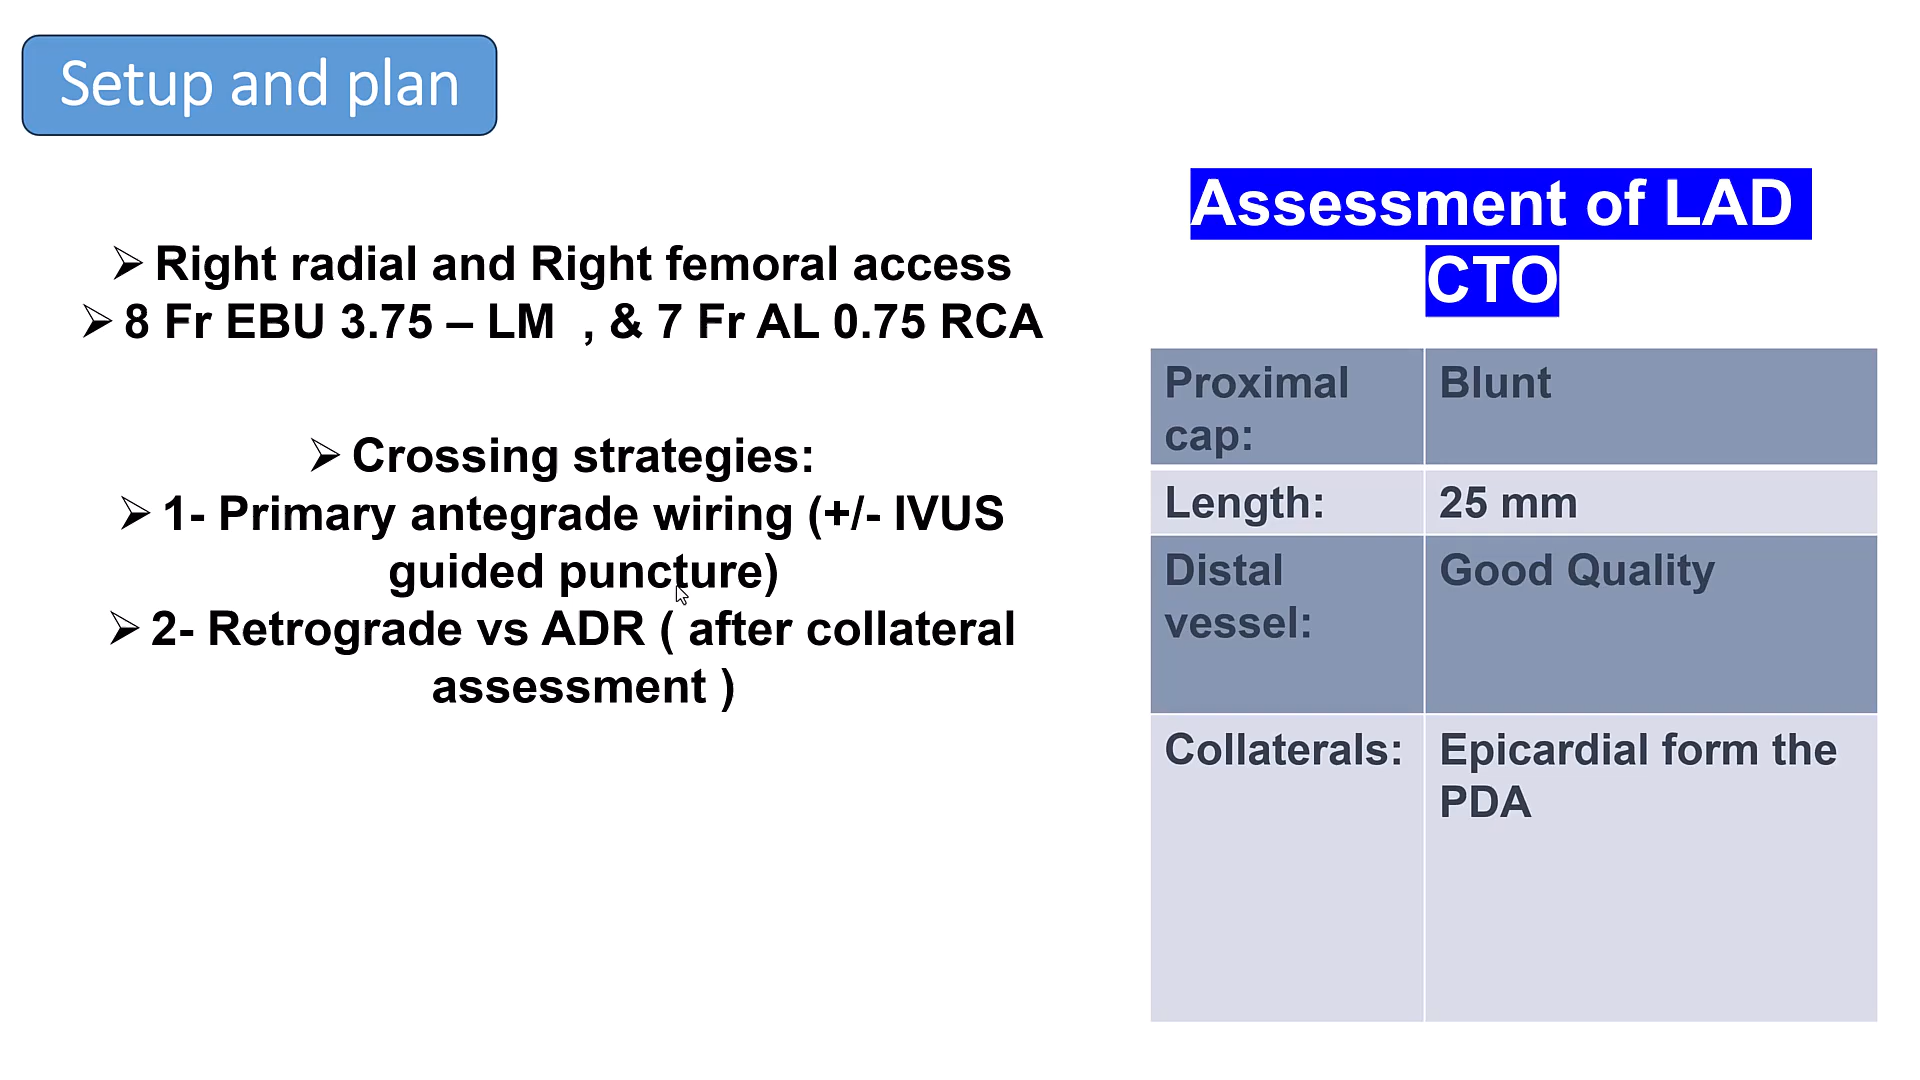 Setup and plan
➢ Right radial and Right femoral access
➢ 8 Fr EBU 3.75 – LM , & 7 Fr AL 0.75 RCA
➢ Crossing strategies:
➢ 1- Primary antegrade wiring (+/- IVUS
guided puncture)
➢ 2- Retrograde vs ADR ( after collateral
assessment )
Assessment of LAD
CTO
Proximal cap: Blunt
Length: 25 mm
Distal vessel: Good Quality
Collaterals: Epicardial form the PDA